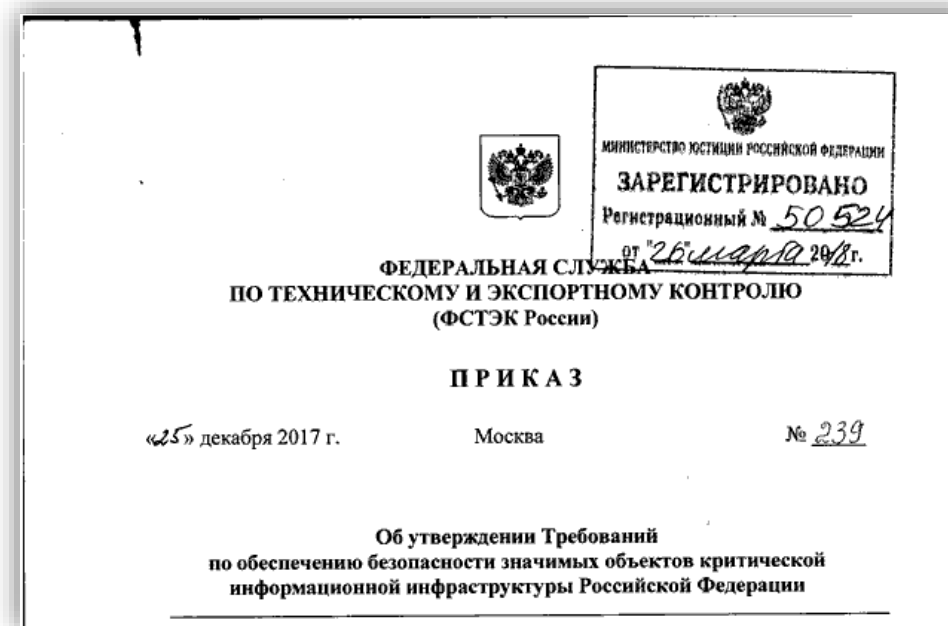 МИНИСТЕРСТВО ЮСТИЦИИ РОССИЙСКОЙ ФЕДЕРАЦИИ
ЗАРЕГИСТРИРОВАНО
Регистрационный № 50524
от "26" марта 2018г.
ФЕДЕРАЛЬНАЯ СЛУЖБА
ПО ТЕХНИЧЕСКОМУ И ЭКСПОРТНОМУ КОНТРОЛЮ
(ФСТЭК России)
ПРИКАЗ
«25» декабря 2017 г. Москва № 239
Об утверждении Требований
по обеспечению безопасности значимых объектов критической
информационной инфраструктуры Российской Федерации